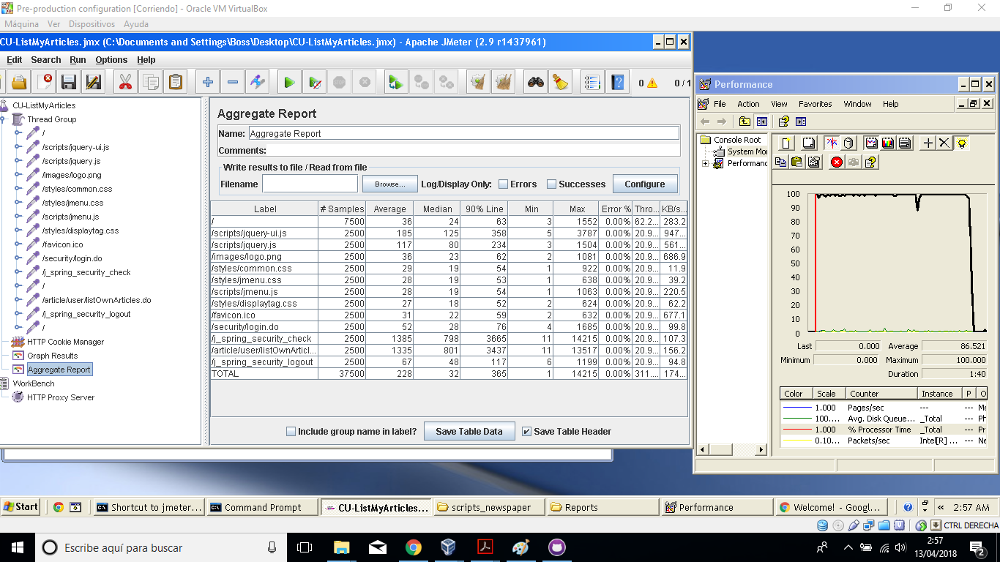 Pre-production configuration [Corriendo] - Oracle VM VirtualBox
Máquina Ver Dispositivos Ayuda
CU-ListMyArticles.jmx (C:\Documents and Settings\Boss\Desktop\CU-ListMyArticles.jmx) - Apache JMeter (2.9 r1437961)
Edit Search Run Options Help
0 0 / 1
CU-ListMyArticles
Thread Group
/
/scripts/jquery-ui.js
/scripts/jquery.js
/images/logo.png
/styles/common.css
/styles/jmenu.css
/scripts/jmenu.js
/styles/displaytag.css
/favicon.ico
/security/login.do
/j_spring_security_check
/
/article/user/listOwnArticles.do
/j_spring_security_logout
/
HTTP Cookie Manager
Graph Results
Aggregate Report
WorkBench
HTTP Proxy Server
Aggregate Report
Name: Aggregate Report
Comments:
Write results to file / Read from file
Filename Browse... Log/Display Only: Errors Successes Configure
Label # Samples Average Median 90% Line Min Max Error % Thro... KB/s...
/ 7500 36 24 63 3 1552 0.00% 62.2... 283.2
/scripts/jquery-ui.js 2500 185 125 358 5 3787 0.00% 20.9... 947...
/scripts/jquery.js 2500 117 80 234 3 1504 0.00% 20.9... 561...
/images/logo.png 2500 36 23 62 2 1081 0.00% 20.9... 686.9
/styles/common.css 2500 29 19 54 1 922 0.00% 20.9... 11.9
/styles/jmenu.css 2500 28 19 53 1 638 0.00% 20.9... 39.2
/scripts/jmenu.js 2500 28 19 54 1 1063 0.00% 20.9... 220.5
/styles/displaytag.css 2500 27 18 52 2 624 0.00% 20.9... 62.2
/favicon.ico 2500 31 22 59 2 632 0.00% 20.9... 677.1
/security/login.do 2500 52 28 76 4 1685 0.00% 20.9... 99.8
/j_spring_security_check 2500 1385 798 3665 11 14215 0.00% 20.9... 107.3
/article/user/listOwnArticl... 2500 1335 801 3437 11 13517 0.00% 20.9... 156.2
/j_spring_security_logout 2500 67 48 117 6 1199 0.00% 20.9... 94.8
TOTAL 37500 228 32 365 1 14215 0.00% 311.... 174...
Include group name in label? Save Table Data Save Table Header
Performance
File Action View Favorites Window Help
Console Root
System Mo
Performanc
100
90
80
70
60
50
40
30
20
10
0
Last 0.000 Average 86.521
Minimum 0.000 Maximum 100.000
Duration 1:40
Color Scale Counter Instance P O
1.000 Pages/sec --- --- Me
100.... Avg. Disk Queue... _Total --- Ph
1.000 % Processor Time _Total --- Pr
0.10... Packets/sec Intel[R] ... --- Ne
Start Shortcut to jmeter... Command Prompt CU-ListMyArticles... scripts_newspaper Reports Performance Welcome! - Googl... 2:57 AM
CTRL DERECHA
Escribe aquí para buscar
2:57
13/04/2018
2